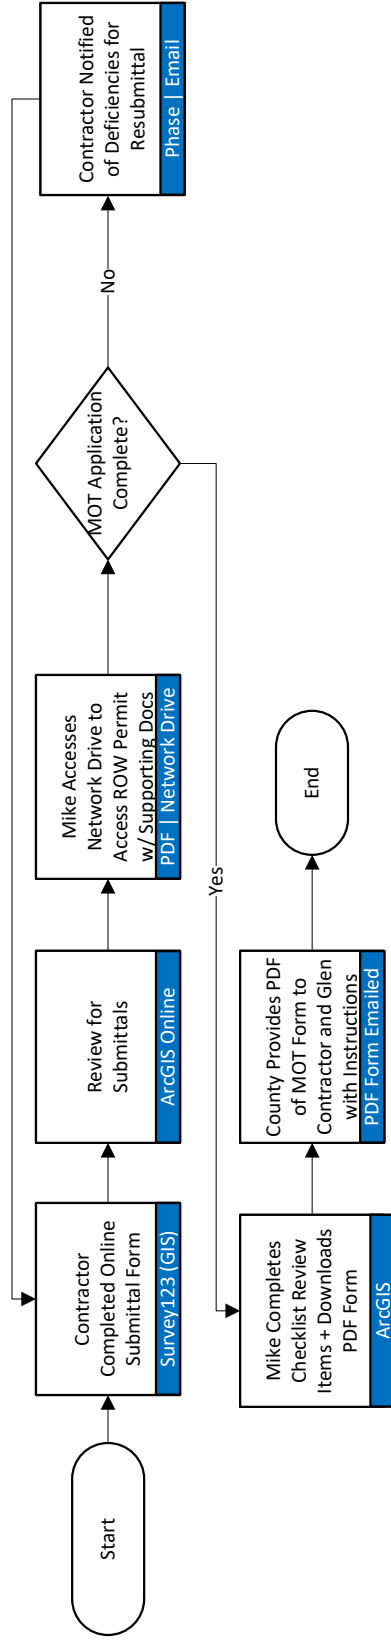 Start
Contractor
Completed Online
Submittal Form
Survey123 (GIS)
Review for
Submittals
ArcGIS Online
Mike Accesses
Network Drive to
Access ROW Permit
w/ Supporting Docs
PDF | Network Drive
MOT Application
Complete?
No
Contractor Notified
of Deficiencies for
Resubmittal
Phase | Email
Yes
Mike Completes
Checklist Review
Items + Downloads
PDF Form
ArcGIS
County Provides PDF
of MOT Form to
Contractor and Glen
with Instructions
PDF Form Emailed
End